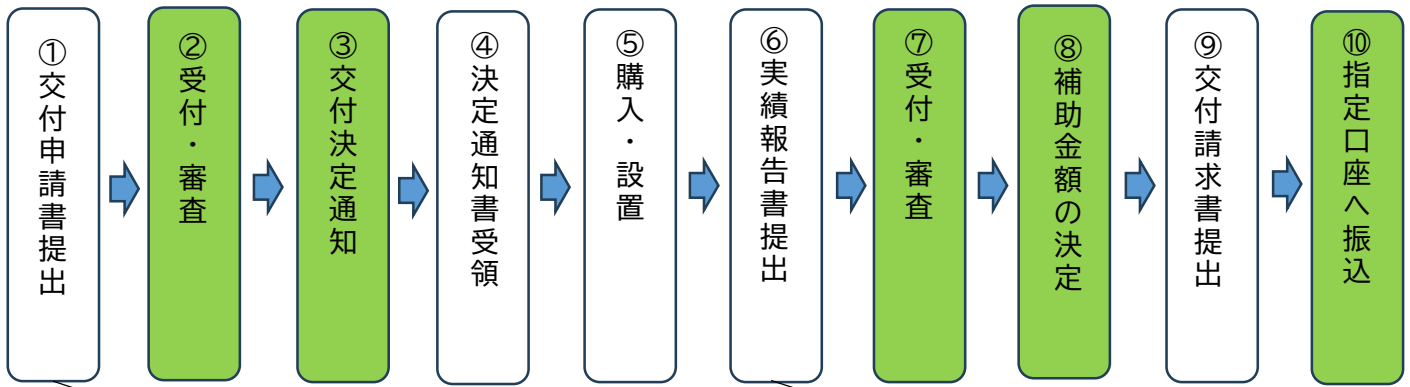 ①交付申請書提出
②受付・審査
③交付決定通知
④決定通知書受領
⑤購入・設置
⑥実績報告書提出
⑦受付・審査
⑧補助金額の決定
⑨交付請求書提出
⑩指定口座へ振込